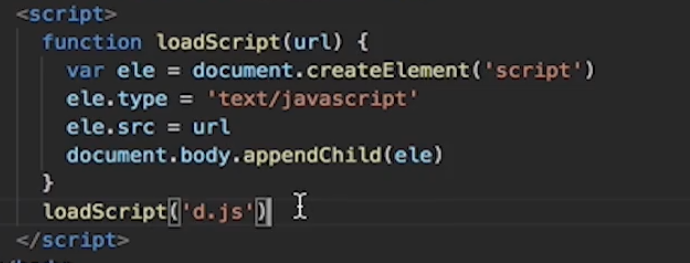 <script>
function loadScript(url) {
var ele = document.createElement('script')
ele.type = 'text/javascript'
ele.src = url
document.body.appendChild(ele)
}
loadScript('d.js')
</script>